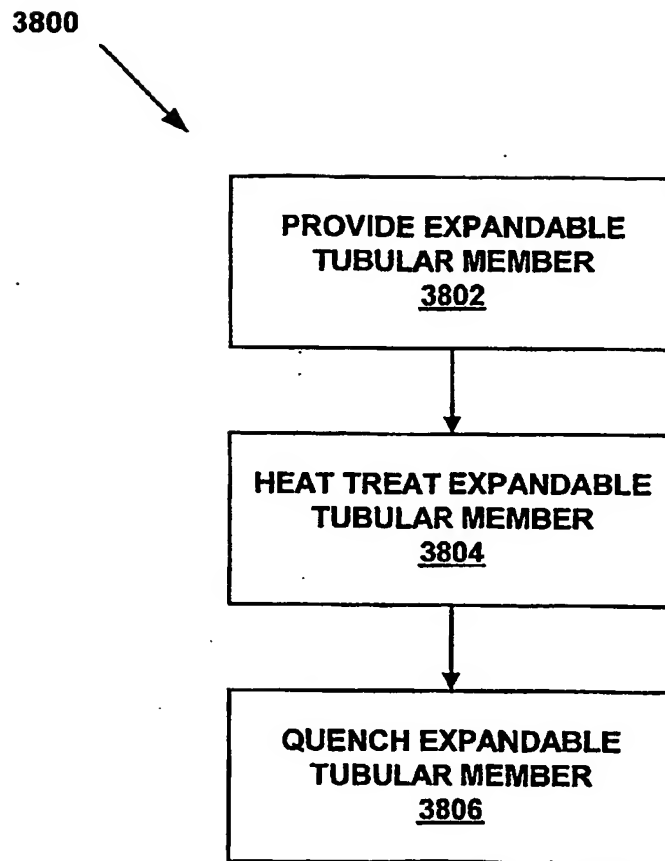 3800
PROVIDE EXPANDABLE
TUBULAR MEMBER
3802
HEAT TREAT EXPANDABLE
TUBULAR MEMBER
3804
QUENCH EXPANDABLE
TUBULAR MEMBER
3806